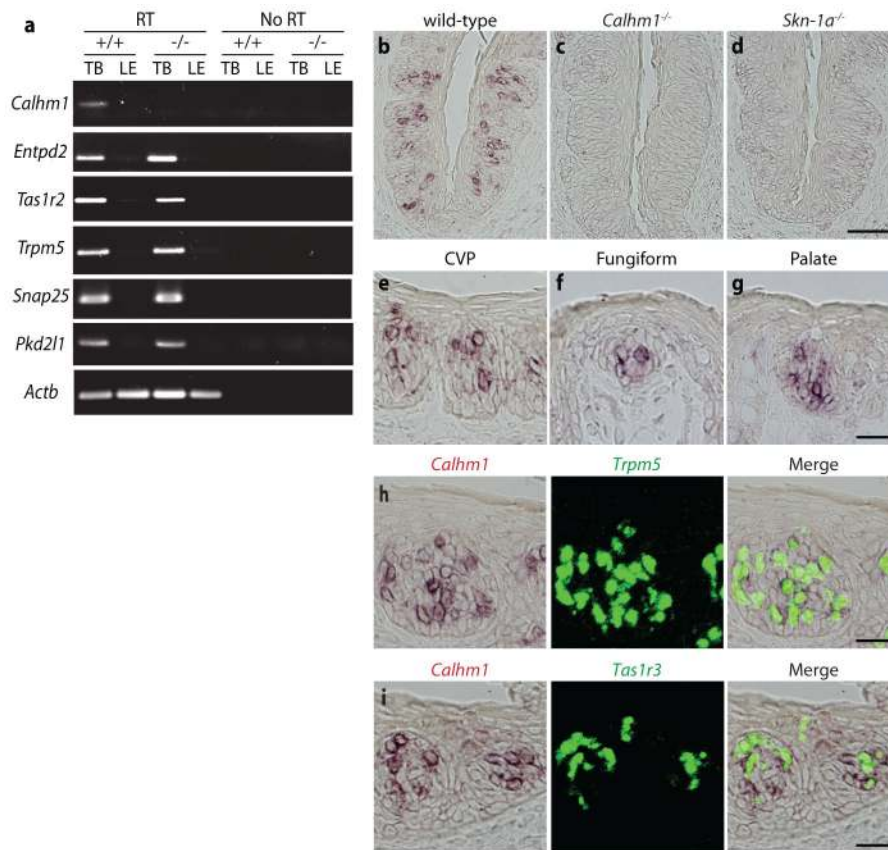 a
RT No RT
+/+ -/- +/+ -/-
TB LE TB LE TB LE TB LE
Calhm1
Entpd2
Tas1r2
Trpm5
Snap25
Pkd2l1
Actb
wild-type Calhm1-/- Skn-1a-/-
b c d
CVP Fungiform Palate
e f g
Calhm1 Trpm5 Merge
h
Calhm1 Tas1r3 Merge
i